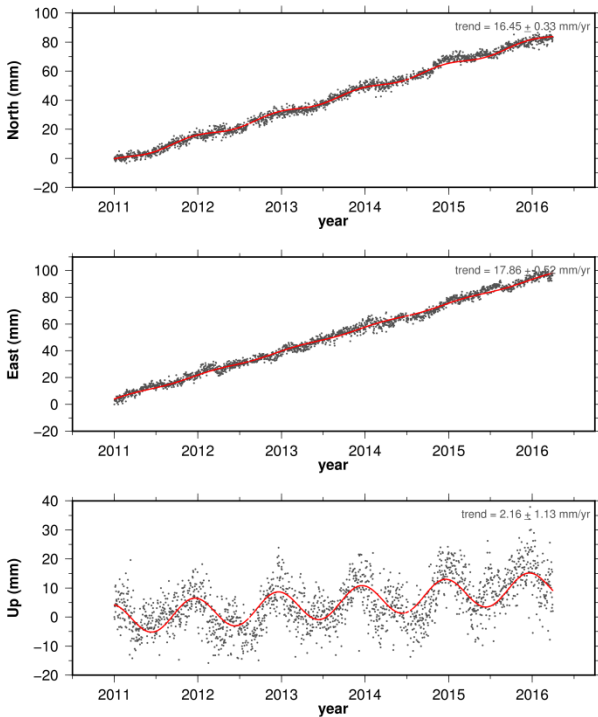 100
trend = 16.45 ± 0.33 mm/yr
80
60
40
20
0
−20
North (mm)
2011 2012 2013 2014 2015 2016
year
100
trend = 17.86 ± 0.52 mm/yr
80
60
40
20
0
−20
East (mm)
2011 2012 2013 2014 2015 2016
year
40
trend = 2.16 ± 1.13 mm/yr
30
20
10
0
−10
−20
Up (mm)
2011 2012 2013 2014 2015 2016
year